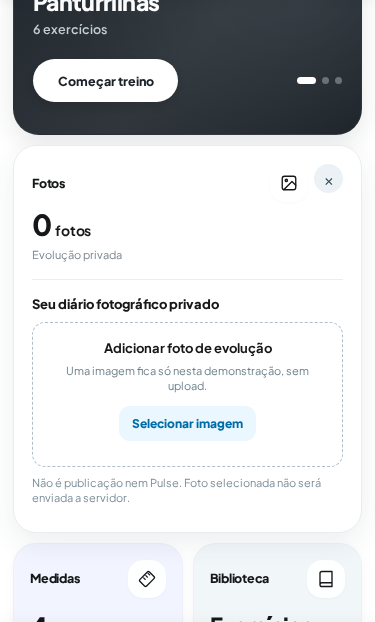 Panturrilhas
6 exercícios
Começar treino
Fotos
0 fotos
Evolução privada
Seu diário fotográfico privado
Adicionar foto de evolução
Uma imagem fica só nesta demonstração, sem
upload.
Selecionar imagem
Não é publicação nem Pulse. Foto selecionada não será
enviada a servidor.
Medidas
Biblioteca